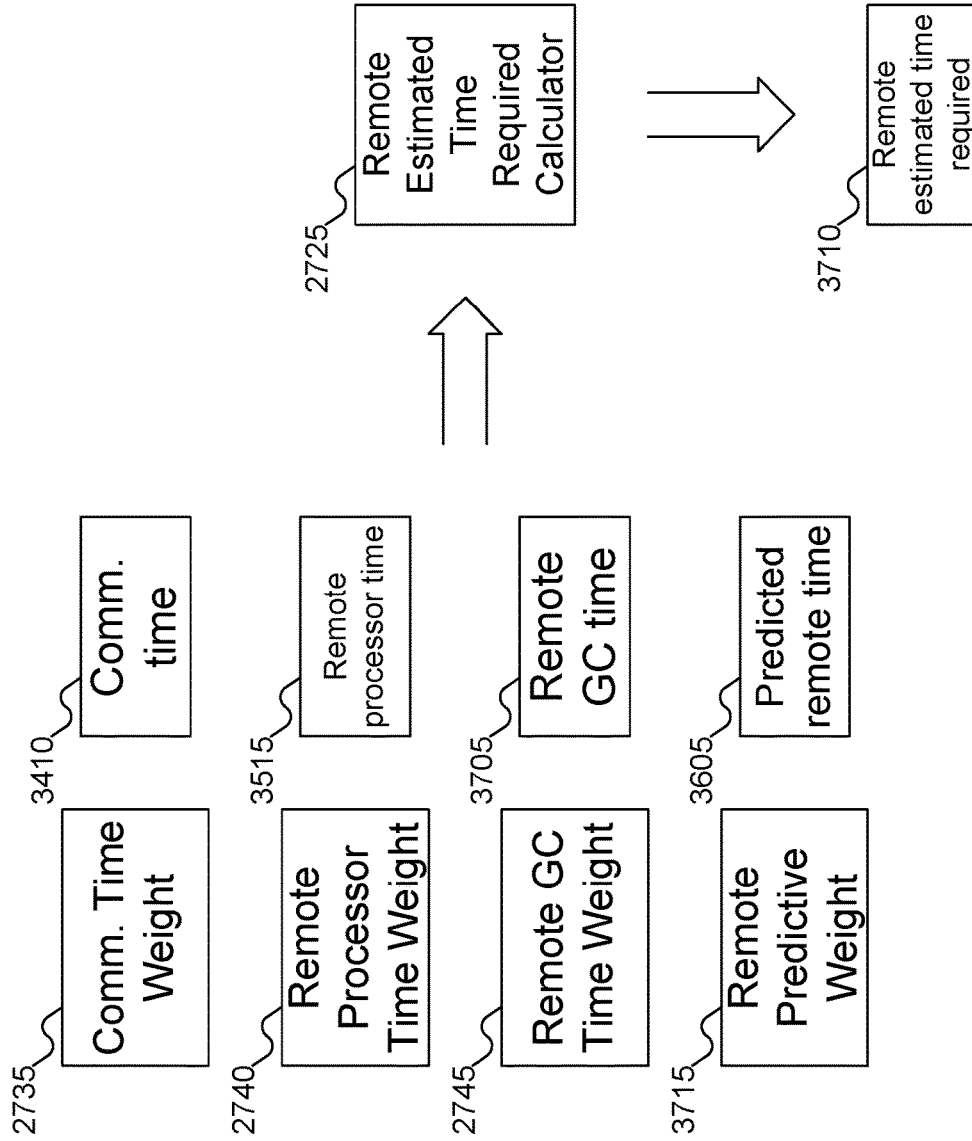 2735
Comm. Time
Weight
3410
Comm.
time
2740
Remote
Processor
Time Weight
3515
Remote
processor time
2745
Remote GC
Time Weight
3705
Remote
GC time
3715
Remote
Predictive
Weight
3605
Predicted
remote time
2725
Remote
Estimated
Time
Required
Calculator
3710
Remote
estimated time
required